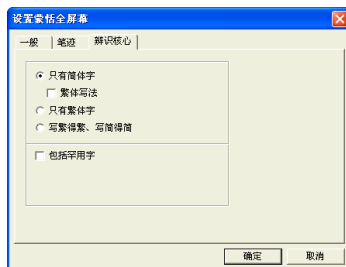 设置蒙恬全屏幕
一般 笔迹 辨识核心
只有简体字
繁体写法
只有繁体字
写繁得繁、写简得简
包括罕用字
确定 取消